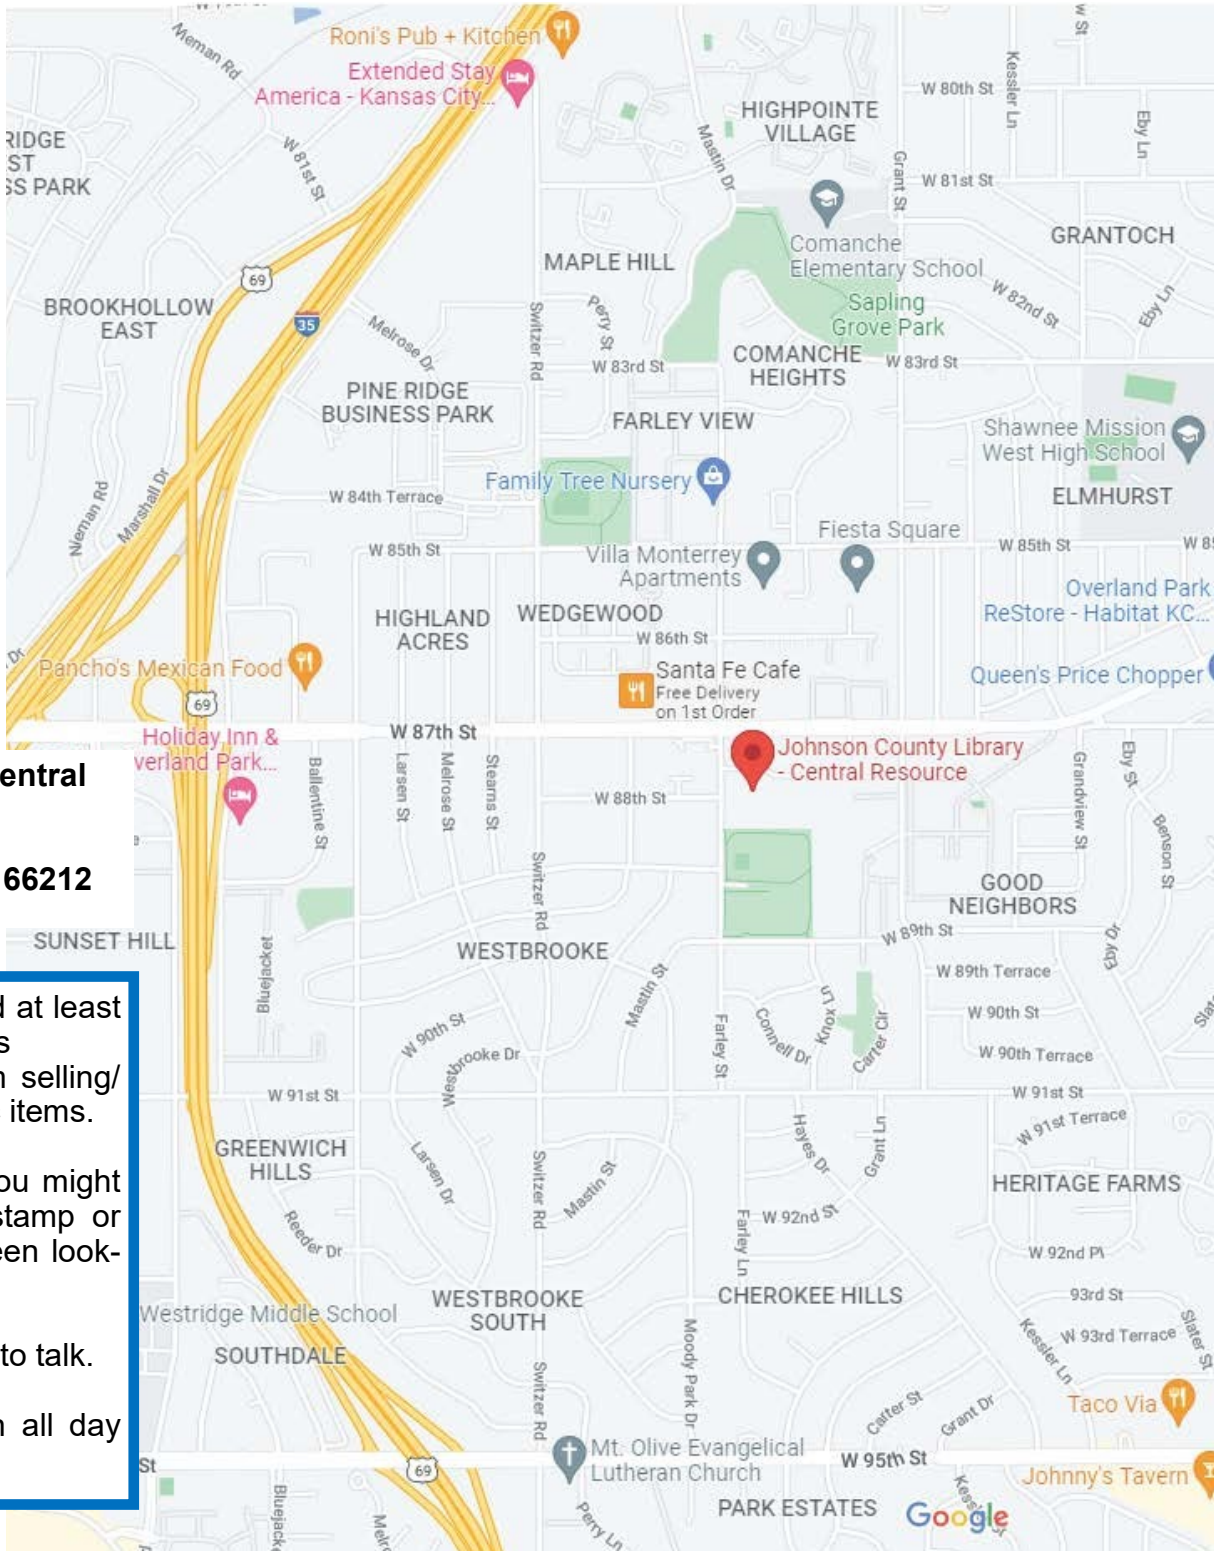 Nieman Rd
Roni's Pub + Kitchen
Extended Stay
America - Kansas City...
W 81st St
RIDGE
ST
SS PARK
HIGHPOINTE
VILLAGE
Mastin Dr
W 80th St
Kessler Ln
Eby Ln
Grant St
W 81st St
Comanche
Elementary School
GRANTOCH
MAPLE HILL
Sapling
Grove Park
W 82nd St
Eby Ln
69
BROOKHOLLOW
EAST
35
Melrose Dr
Switzer Rd
Perry St
W 83rd St
COMANCHE
HEIGHTS
W 83rd St
PINE RIDGE
BUSINESS PARK
FARLEY VIEW
Shawnee Mission
West High School
Family Tree Nursery
ELMHURST
Nieman Rd
Marshall Dr
W 84th Terrace
W 85th St
Villa Monterrey
Apartments
Fiesta Square
W 85th St
W 85
HIGHLAND
ACRES
WEDGEWOOD
Overland Park
ReStore - Habitat KC...
W 86th St
Dr
Pancho's Mexican Food
Santa Fe Cafe
Free Delivery
on 1st Order
Queen's Price Chopper
69
W 87th St
Holiday Inn &
verland Park...
Johnson County Library
- Central Resource
entral
66212
Ballentine St
Larsen St
Melrose St
Stearns St
W 88th St
Grandview St
Eby St
Benson St
Switzer Rd
GOOD
NEIGHBORS
SUNSET HILL
Bluejacket
WESTBROOKE
W 89th St
Eby Dr
W 89th Terrace
Mastin St
Farley St
Connell Dr
Knox Ln
Carter Cir
W 90th St
W 90th St
Westbrooke Dr
W 90th Terrace
W 91st St
W 91st St
d at least
s
n selling/
items.
ou might
stamp or
een look-
to talk.
n all day
GREENWICH
HILLS
Larsen Dr
Switzer Rd
Mastin St
Hayes Dr
Grant Ln
W 91st Terrace
HERITAGE FARMS
Reeder Dr
Farley Ln
W 92nd St
W 92nd Pl
Westridge Middle School
WESTBROOKE
SOUTH
CHEROKEE HILLS
93rd St
W 93rd Terrace
Slater St
Kessler Ln
SOUTHDALE
Switzer Rd
Moody Park Dr
Carter St
Grant Dr
Taco Via
St
69
Mt. Olive Evangelical
Lutheran Church
W 95th St
Johnny's Tavern
PARK ESTATES
Perry Ln
Google